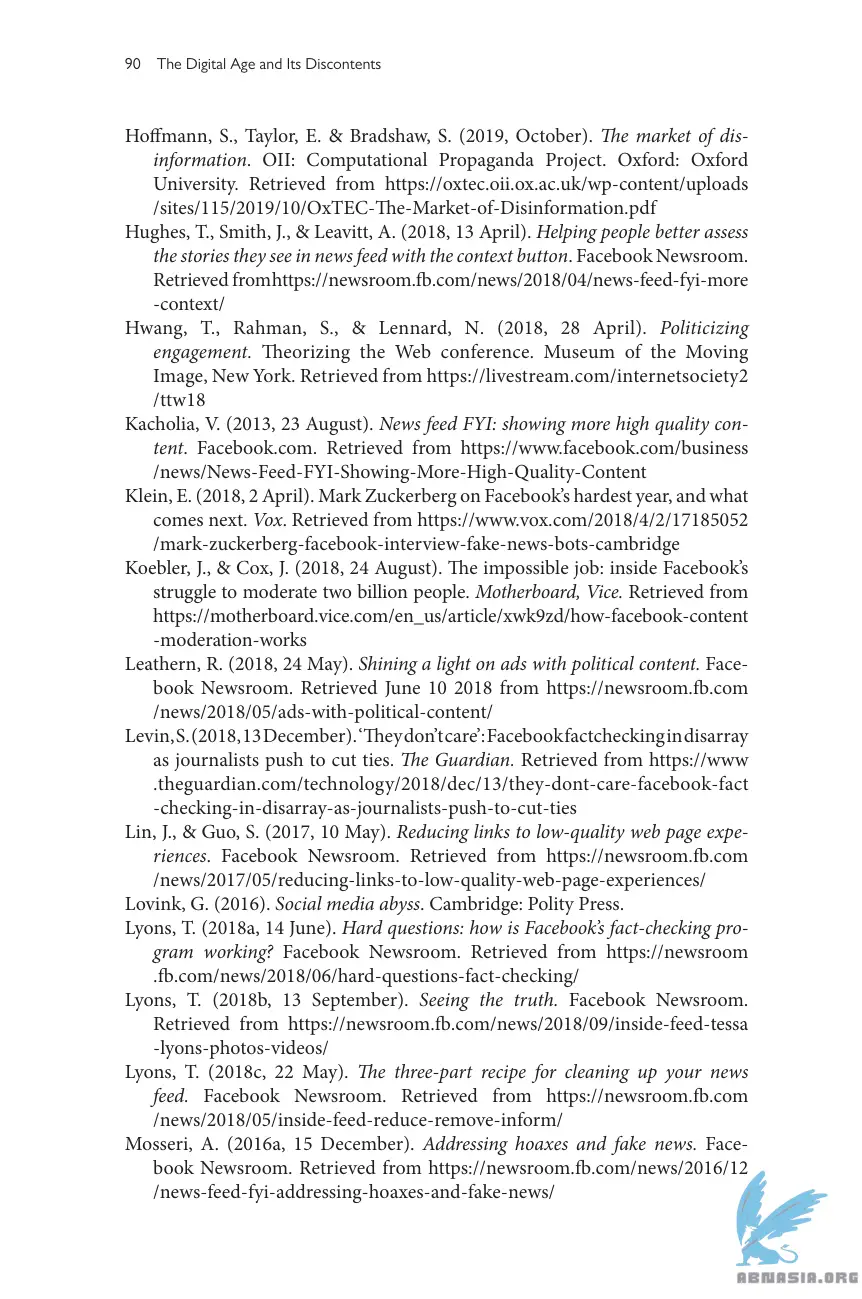 90 The Digital Age and Its Discontents
Hoffmann, S., Taylor, E. & Bradshaw, S. (2019, October). The market of dis-
information. OII: Computational Propaganda Project. Oxford: Oxford
University. Retrieved from https://oxtec.oii.ox.ac.uk/wp-content/uploads
/sites/115/2019/10/OxTEC-The-Market-of-Disinformation.pdf
Hughes, T., Smith, J., & Leavitt, A. (2018, 13 April). Helping people better assess
the stories they see in news feed with the context button. Facebook Newsroom.
Retrieved fromhttps://newsroom.fb.com/news/2018/04/news-feed-fyi-more
-context/
Hwang, T., Rahman, S., & Lennard, N. (2018, 28 April). Politicizing
engagement. Theorizing the Web conference. Museum of the Moving
Image, New York. Retrieved from https://livestream.com/internetsociety2
/ttw18
Kacholia, V. (2013, 23 August). News feed FYI: showing more high quality con-
tent. Facebook.com. Retrieved from https://www.facebook.com/business
/news/News-Feed-FYI-Showing-More-High-Quality-Content
Klein, E. (2018, 2 April). Mark Zuckerberg on Facebook’s hardest year, and what
comes next. Vox. Retrieved from https://www.vox.com/2018/4/2/17185052
/mark-zuckerberg-facebook-interview-fake-news-bots-cambridge
Koebler, J., & Cox, J. (2018, 24 August). The impossible job: inside Facebook’s
struggle to moderate two billion people. Motherboard, Vice. Retrieved from
https://motherboard.vice.com/en_us/article/xwk9zd/how-facebook-content
-moderation-works
Leathern, R. (2018, 24 May). Shining a light on ads with political content. Face-
book Newsroom. Retrieved June 10 2018 from https://newsroom.fb.com
/news/2018/05/ads-with-political-content/
Levin, S. (2018, 13 December). ‘They don’t care’: Facebook factchecking in disarray
as journalists push to cut ties. The Guardian. Retrieved from https://www
.theguardian.com/technology/2018/dec/13/they-dont-care-facebook-fact
-checking-in-disarray-as-journalists-push-to-cut-ties
Lin, J., & Guo, S. (2017, 10 May). Reducing links to low-quality web page expe-
riences. Facebook Newsroom. Retrieved from https://newsroom.fb.com
/news/2017/05/reducing-links-to-low-quality-web-page-experiences/
Lovink, G. (2016). Social media abyss. Cambridge: Polity Press.
Lyons, T. (2018a, 14 June). Hard questions: how is Facebook’s fact-checking pro-
gram working? Facebook Newsroom. Retrieved from https://newsroom
.fb.com/news/2018/06/hard-questions-fact-checking/
Lyons, T. (2018b, 13 September). Seeing the truth. Facebook Newsroom.
Retrieved from https://newsroom.fb.com/news/2018/09/inside-feed-tessa
-lyons-photos-videos/
Lyons, T. (2018c, 22 May). The three-part recipe for cleaning up your news
feed. Facebook Newsroom. Retrieved from https://newsroom.fb.com
/news/2018/05/inside-feed-reduce-remove-inform/
Mosseri, A. (2016a, 15 December). Addressing hoaxes and fake news. Face-
book Newsroom. Retrieved from https://newsroom.fb.com/news/2016/12
/news-feed-fyi-addressing-hoaxes-and-fake-news/
ABNASIA.ORG